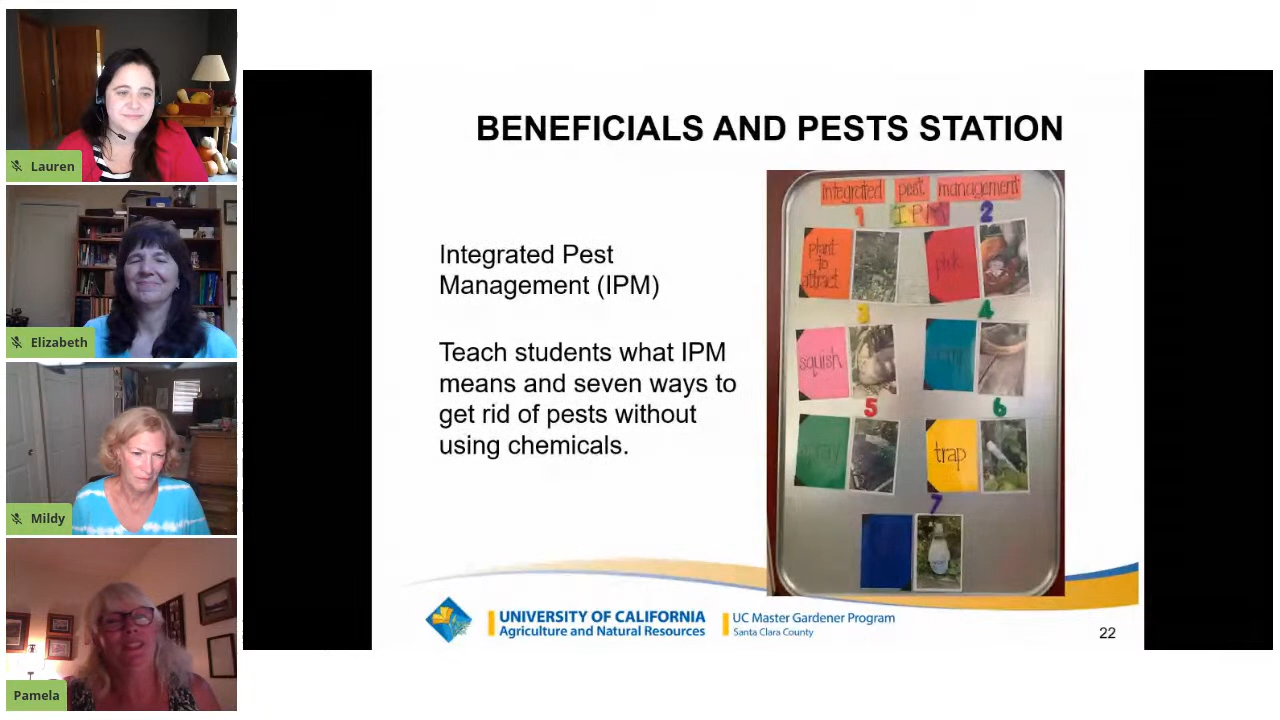 Lauren
Elizabeth
Mildy
Pamela
BENEFICIALS AND PESTS STATION
Integrated Pest
Management (IPM)
Teach students what IPM
means and seven ways to
get rid of pests without
using chemicals.
integrated pest management
IPM
1
2
plant
to
attract
pick
3
4
squish
5
6
trap
7
UNIVERSITY OF CALIFORNIA
Agriculture and Natural Resources
UC Master Gardener Program
Santa Clara County
22